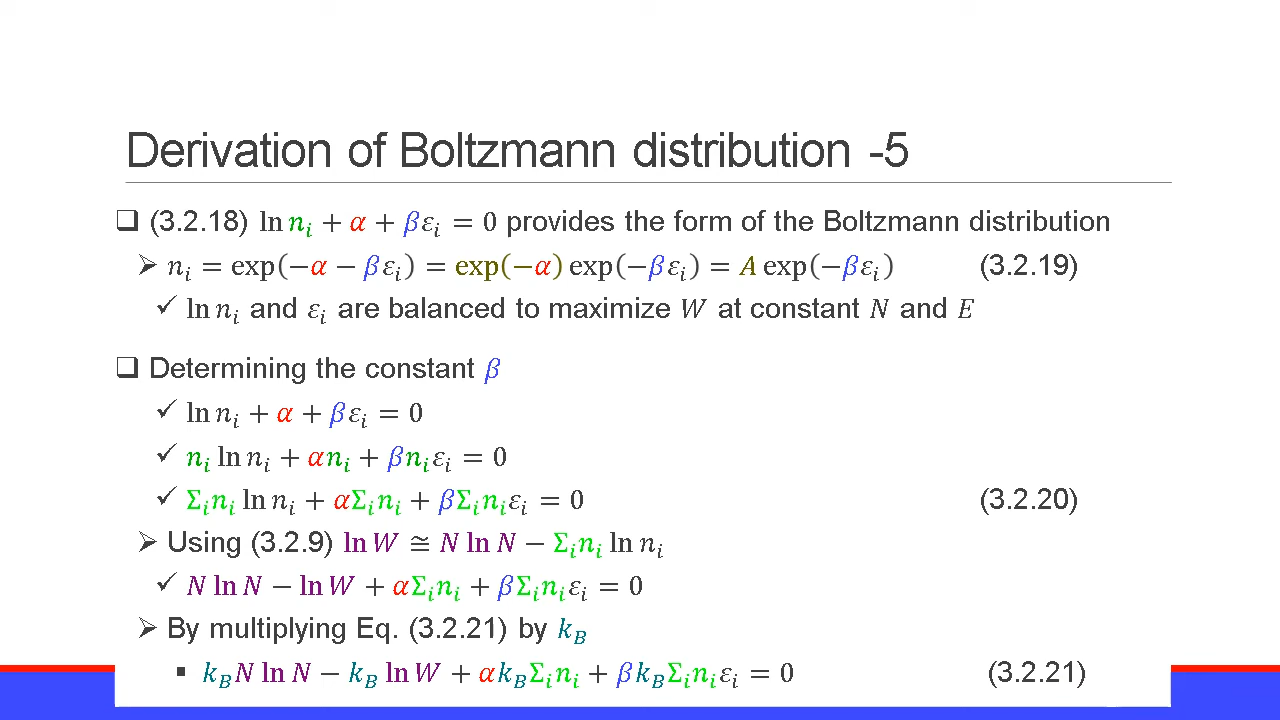 Derivation of Boltzmann distribution -5
❑ (3.2.18) ln nᵢ + α + βεᵢ = 0 provides the form of the Boltzmann distribution
➢ nᵢ = exp(−α − βεᵢ) = exp(−α) exp(−βεᵢ) = A exp(−βεᵢ) (3.2.19)
✓ ln nᵢ and εᵢ are balanced to maximize W at constant N and E
❑ Determining the constant β
✓ ln nᵢ + α + βεᵢ = 0
✓ nᵢ ln nᵢ + αnᵢ + βnᵢεᵢ = 0
✓ Σᵢnᵢ ln nᵢ + αΣᵢnᵢ + βΣᵢnᵢεᵢ = 0 (3.2.20)
➢ Using (3.2.9) ln W ≅ N ln N − Σᵢnᵢ ln nᵢ
✓ N ln N − ln W + αΣᵢnᵢ + βΣᵢnᵢεᵢ = 0
➢ By multiplying Eq. (3.2.21) by k_B
▪ k_B N ln N − k_B ln W + αk_BΣᵢnᵢ + βk_BΣᵢnᵢεᵢ = 0 (3.2.21)